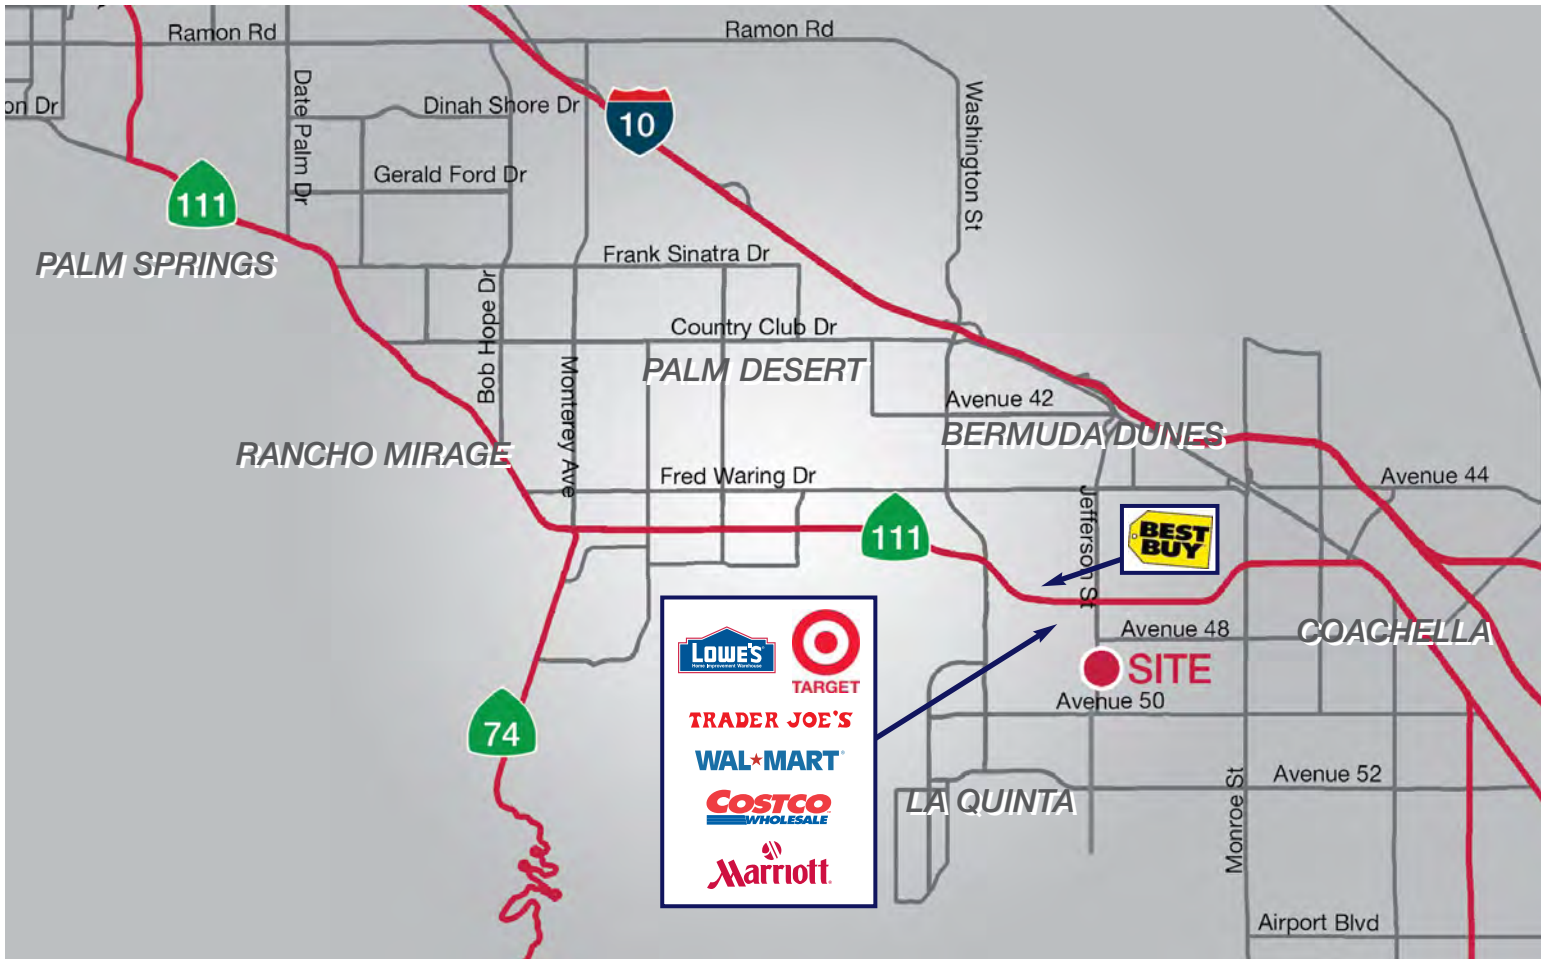 Ramon Rd
Ramon Rd
on Dr
Date Palm Dr
Dinah Shore Dr
10
Washington St
Gerald Ford Dr
111
PALM SPRINGS
Frank Sinatra Dr
Bob Hope Dr
Country Club Dr
Monterey Ave
PALM DESERT
Avenue 42
BERMUDA DUNES
RANCHO MIRAGE
Fred Waring Dr
Avenue 44
Jefferson St
111
BEST
BUY
LOWE'S
Home Improvement Warehouse
TARGET
Avenue 48
COACHELLA
SITE
Avenue 50
TRADER JOE'S
74
WAL★MART
COSTCO
WHOLESALE
Marriott
Avenue 52
LA QUINTA
Monroe St
Airport Blvd